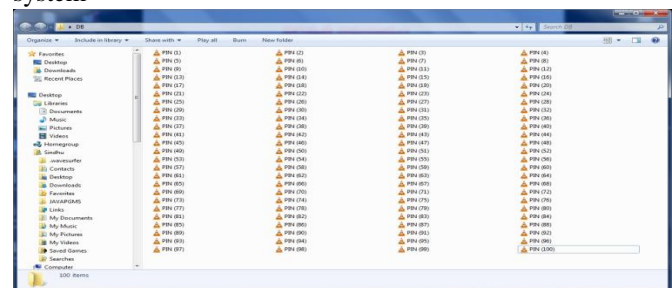 system
DB
Search DB
Organize Include in library Share with Play all Burn New folder
Favorites
Desktop
Downloads
Recent Places
Desktop
Libraries
Documents
Music
Pictures
Videos
Homegroup
Sindhu
.wavesurfer
Contacts
Desktop
Downloads
Favorites
JAVAPGMS
Links
My Documents
My Music
My Pictures
My Videos
Saved Games
Searches
Computer
PIN (1) PIN (2) PIN (3) PIN (4)
PIN (5) PIN (6) PIN (7) PIN (8)
PIN (9) PIN (10) PIN (11) PIN (12)
PIN (13) PIN (14) PIN (15) PIN (16)
PIN (17) PIN (18) PIN (19) PIN (20)
PIN (21) PIN (22) PIN (23) PIN (24)
PIN (25) PIN (26) PIN (27) PIN (28)
PIN (29) PIN (30) PIN (31) PIN (32)
PIN (33) PIN (34) PIN (35) PIN (36)
PIN (37) PIN (38) PIN (39) PIN (40)
PIN (41) PIN (42) PIN (43) PIN (44)
PIN (45) PIN (46) PIN (47) PIN (48)
PIN (49) PIN (50) PIN (51) PIN (52)
PIN (53) PIN (54) PIN (55) PIN (56)
PIN (57) PIN (58) PIN (59) PIN (60)
PIN (61) PIN (62) PIN (63) PIN (64)
PIN (65) PIN (66) PIN (67) PIN (68)
PIN (69) PIN (70) PIN (71) PIN (72)
PIN (73) PIN (74) PIN (75) PIN (76)
PIN (77) PIN (78) PIN (79) PIN (80)
PIN (81) PIN (82) PIN (83) PIN (84)
PIN (85) PIN (86) PIN (87) PIN (88)
PIN (89) PIN (90) PIN (91) PIN (92)
PIN (93) PIN (94) PIN (95) PIN (96)
PIN (97) PIN (98) PIN (99) PIN (100)
100 items